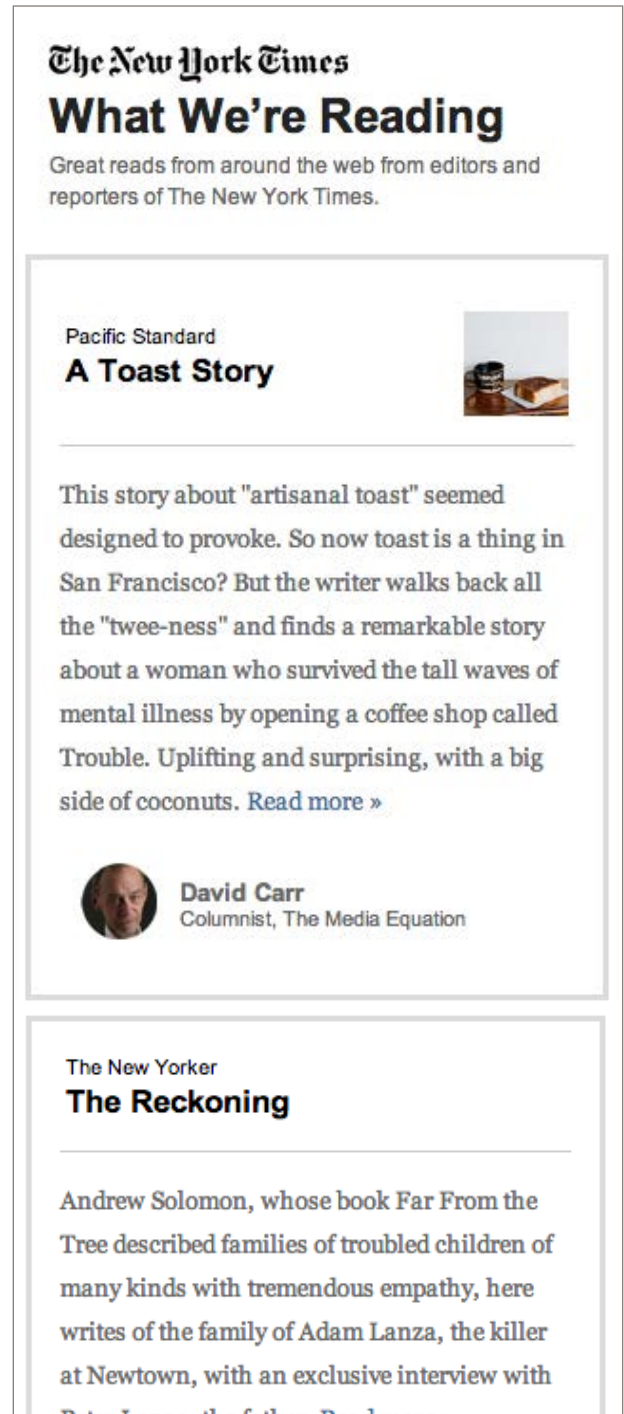 The New York Times
What We’re Reading
Great reads from around the web from editors and
reporters of The New York Times.
Pacific Standard
A Toast Story
This story about "artisanal toast" seemed
designed to provoke. So now toast is a thing in
San Francisco? But the writer walks back all
the "twee-ness" and finds a remarkable story
about a woman who survived the tall waves of
mental illness by opening a coffee shop called
Trouble. Uplifting and surprising, with a big
side of coconuts. Read more »
David Carr
Columnist, The Media Equation
The New Yorker
The Reckoning
Andrew Solomon, whose book Far From the
Tree described families of troubled children of
many kinds with tremendous empathy, here
writes of the family of Adam Lanza, the killer
at Newtown, with an exclusive interview with